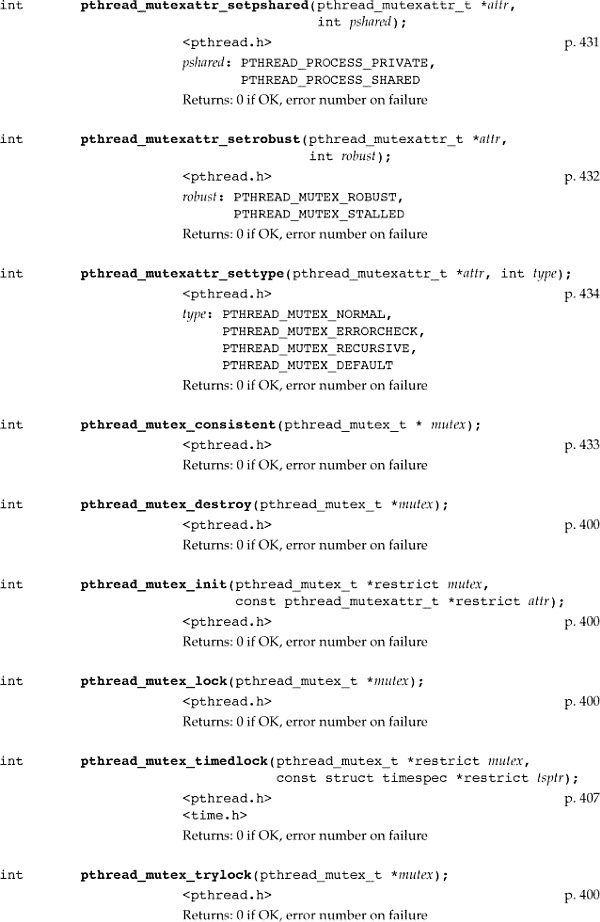 int pthread_mutexattr_setpshared(pthread_mutexattr_t *attr,
int pshared);
<pthread.h> p. 431
pshared: PTHREAD_PROCESS_PRIVATE,
PTHREAD_PROCESS_SHARED
Returns: 0 if OK, error number on failure
int pthread_mutexattr_setrobust(pthread_mutexattr_t *attr,
int robust);
<pthread.h> p. 432
robust: PTHREAD_MUTEX_ROBUST,
PTHREAD_MUTEX_STALLED
Returns: 0 if OK, error number on failure
int pthread_mutexattr_settype(pthread_mutexattr_t *attr, int type);
<pthread.h> p. 434
type: PTHREAD_MUTEX_NORMAL,
PTHREAD_MUTEX_ERRORCHECK,
PTHREAD_MUTEX_RECURSIVE,
PTHREAD_MUTEX_DEFAULT
Returns: 0 if OK, error number on failure
int pthread_mutex_consistent(pthread_mutex_t * mutex);
<pthread.h> p. 433
Returns: 0 if OK, error number on failure
int pthread_mutex_destroy(pthread_mutex_t *mutex);
<pthread.h> p. 400
Returns: 0 if OK, error number on failure
int pthread_mutex_init(pthread_mutex_t *restrict mutex,
const pthread_mutexattr_t *restrict attr);
<pthread.h> p. 400
Returns: 0 if OK, error number on failure
int pthread_mutex_lock(pthread_mutex_t *mutex);
<pthread.h> p. 400
Returns: 0 if OK, error number on failure
int pthread_mutex_timedlock(pthread_mutex_t *restrict mutex,
const struct timespec *restrict tsptr);
<pthread.h> p. 407
<time.h>
Returns: 0 if OK, error number on failure
int pthread_mutex_trylock(pthread_mutex_t *mutex);
<pthread.h> p. 400
Returns: 0 if OK, error number on failure